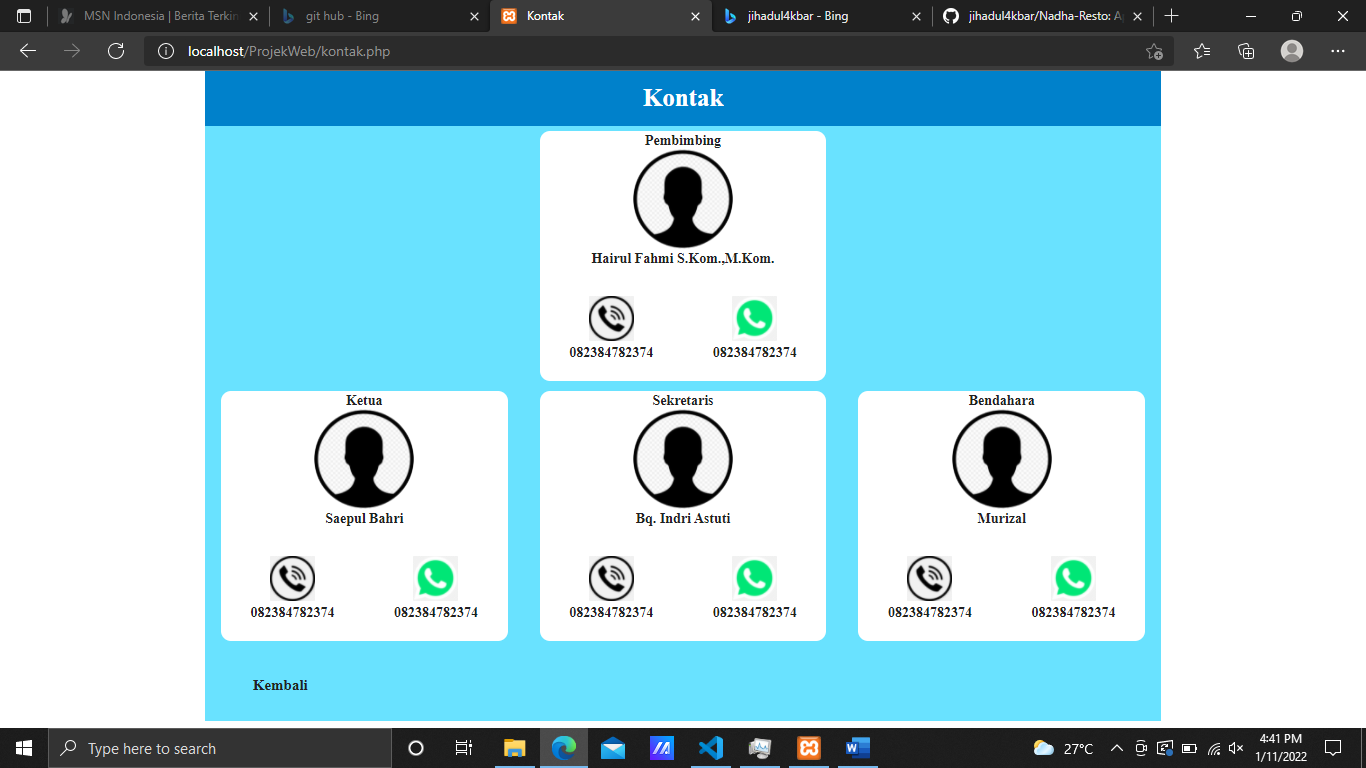 MSN Indonesia | Berita Terkin
git hub - Bing
Kontak
jihadul4kbar - Bing
jihadul4kbar/Nadha-Resto: A
localhost/ProjekWeb/kontak.php
Kontak
Pembimbing
Hairul Fahmi S.Kom.,M.Kom.
082384782374 082384782374
Ketua
Saepul Bahri
082384782374 082384782374
Sekretaris
Bq. Indri Astuti
082384782374 082384782374
Bendahara
Murizal
082384782374 082384782374
Kembali
Type here to search
27°C
4:41 PM
1/11/2022